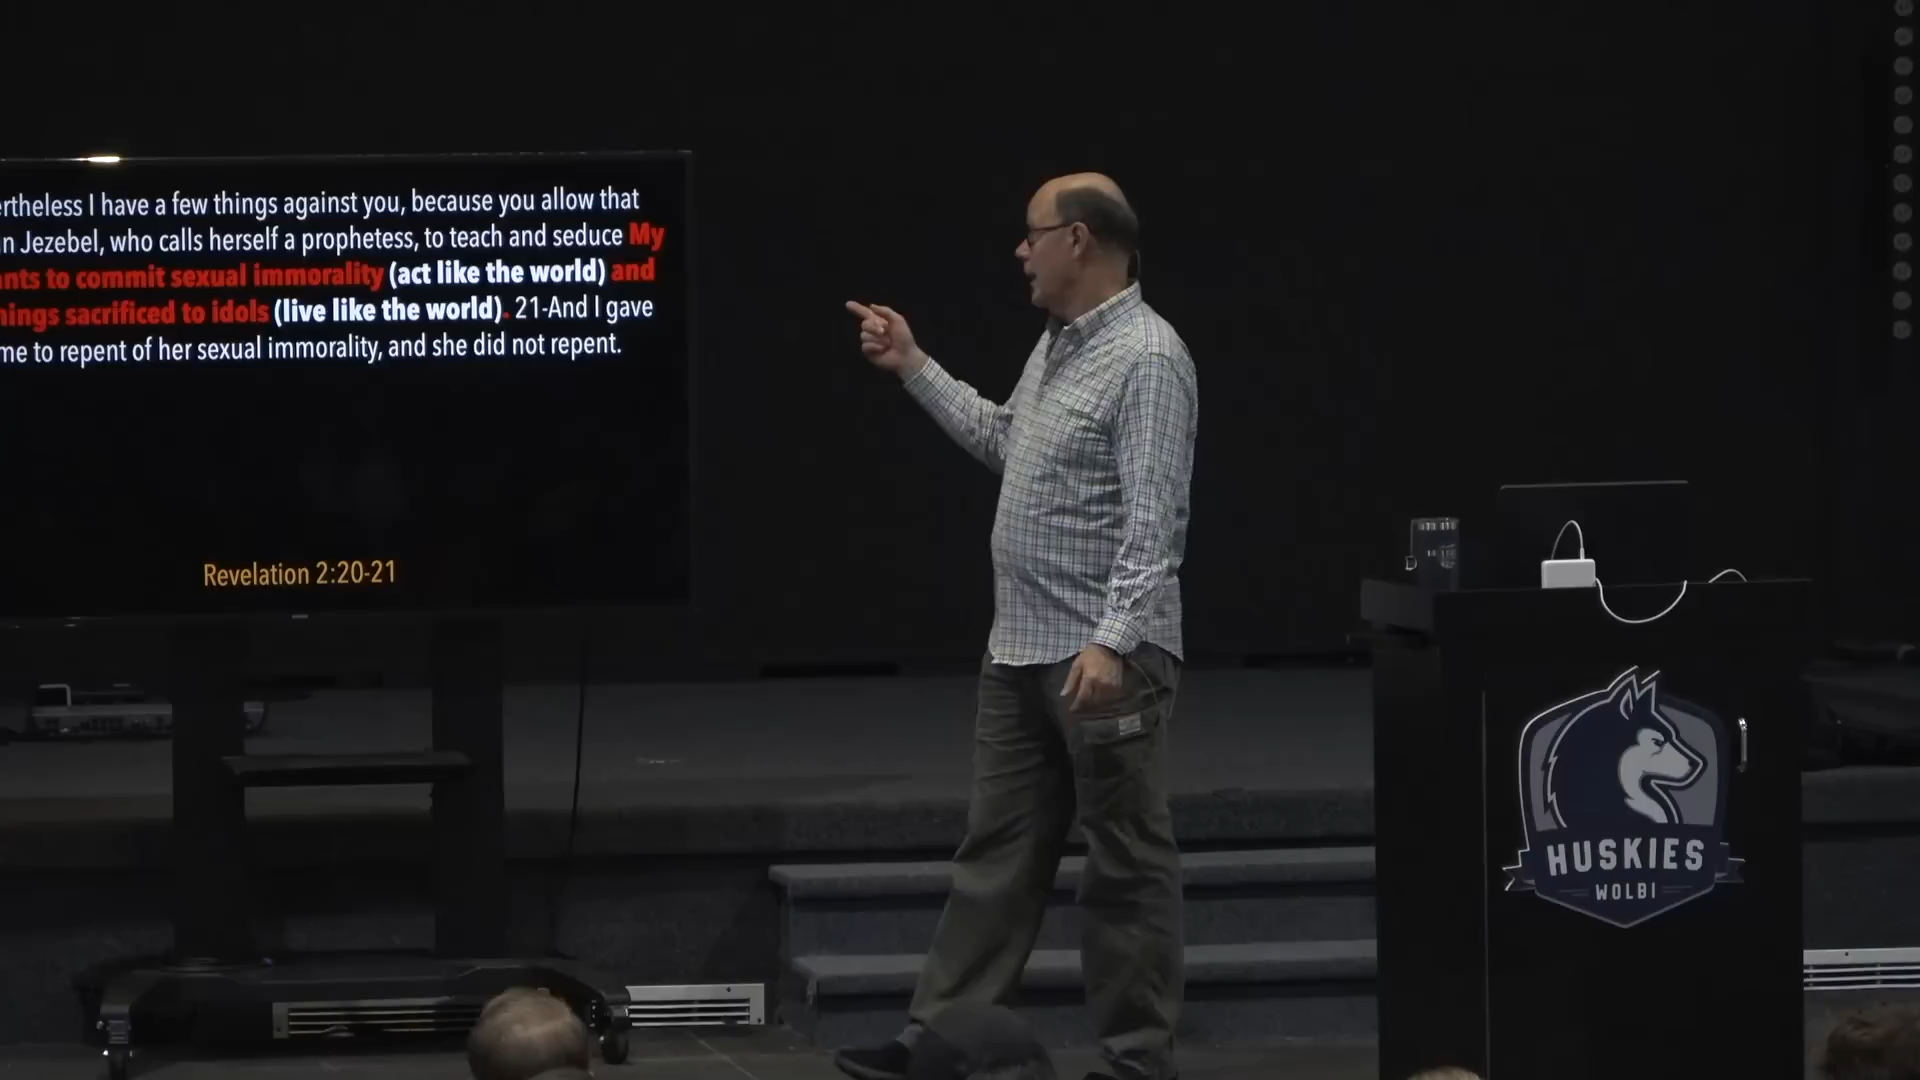 ertheless I have a few things against you, because you allow that
n Jezebel, who calls herself a prophetess, to teach and seduce My
nts to commit sexual immorality (act like the world) and
hings sacrificed to idols (live like the world). 21-And I gave
me to repent of her sexual immorality, and she did not repent.
Revelation 2:20-21
HUSKIES
WOLBI